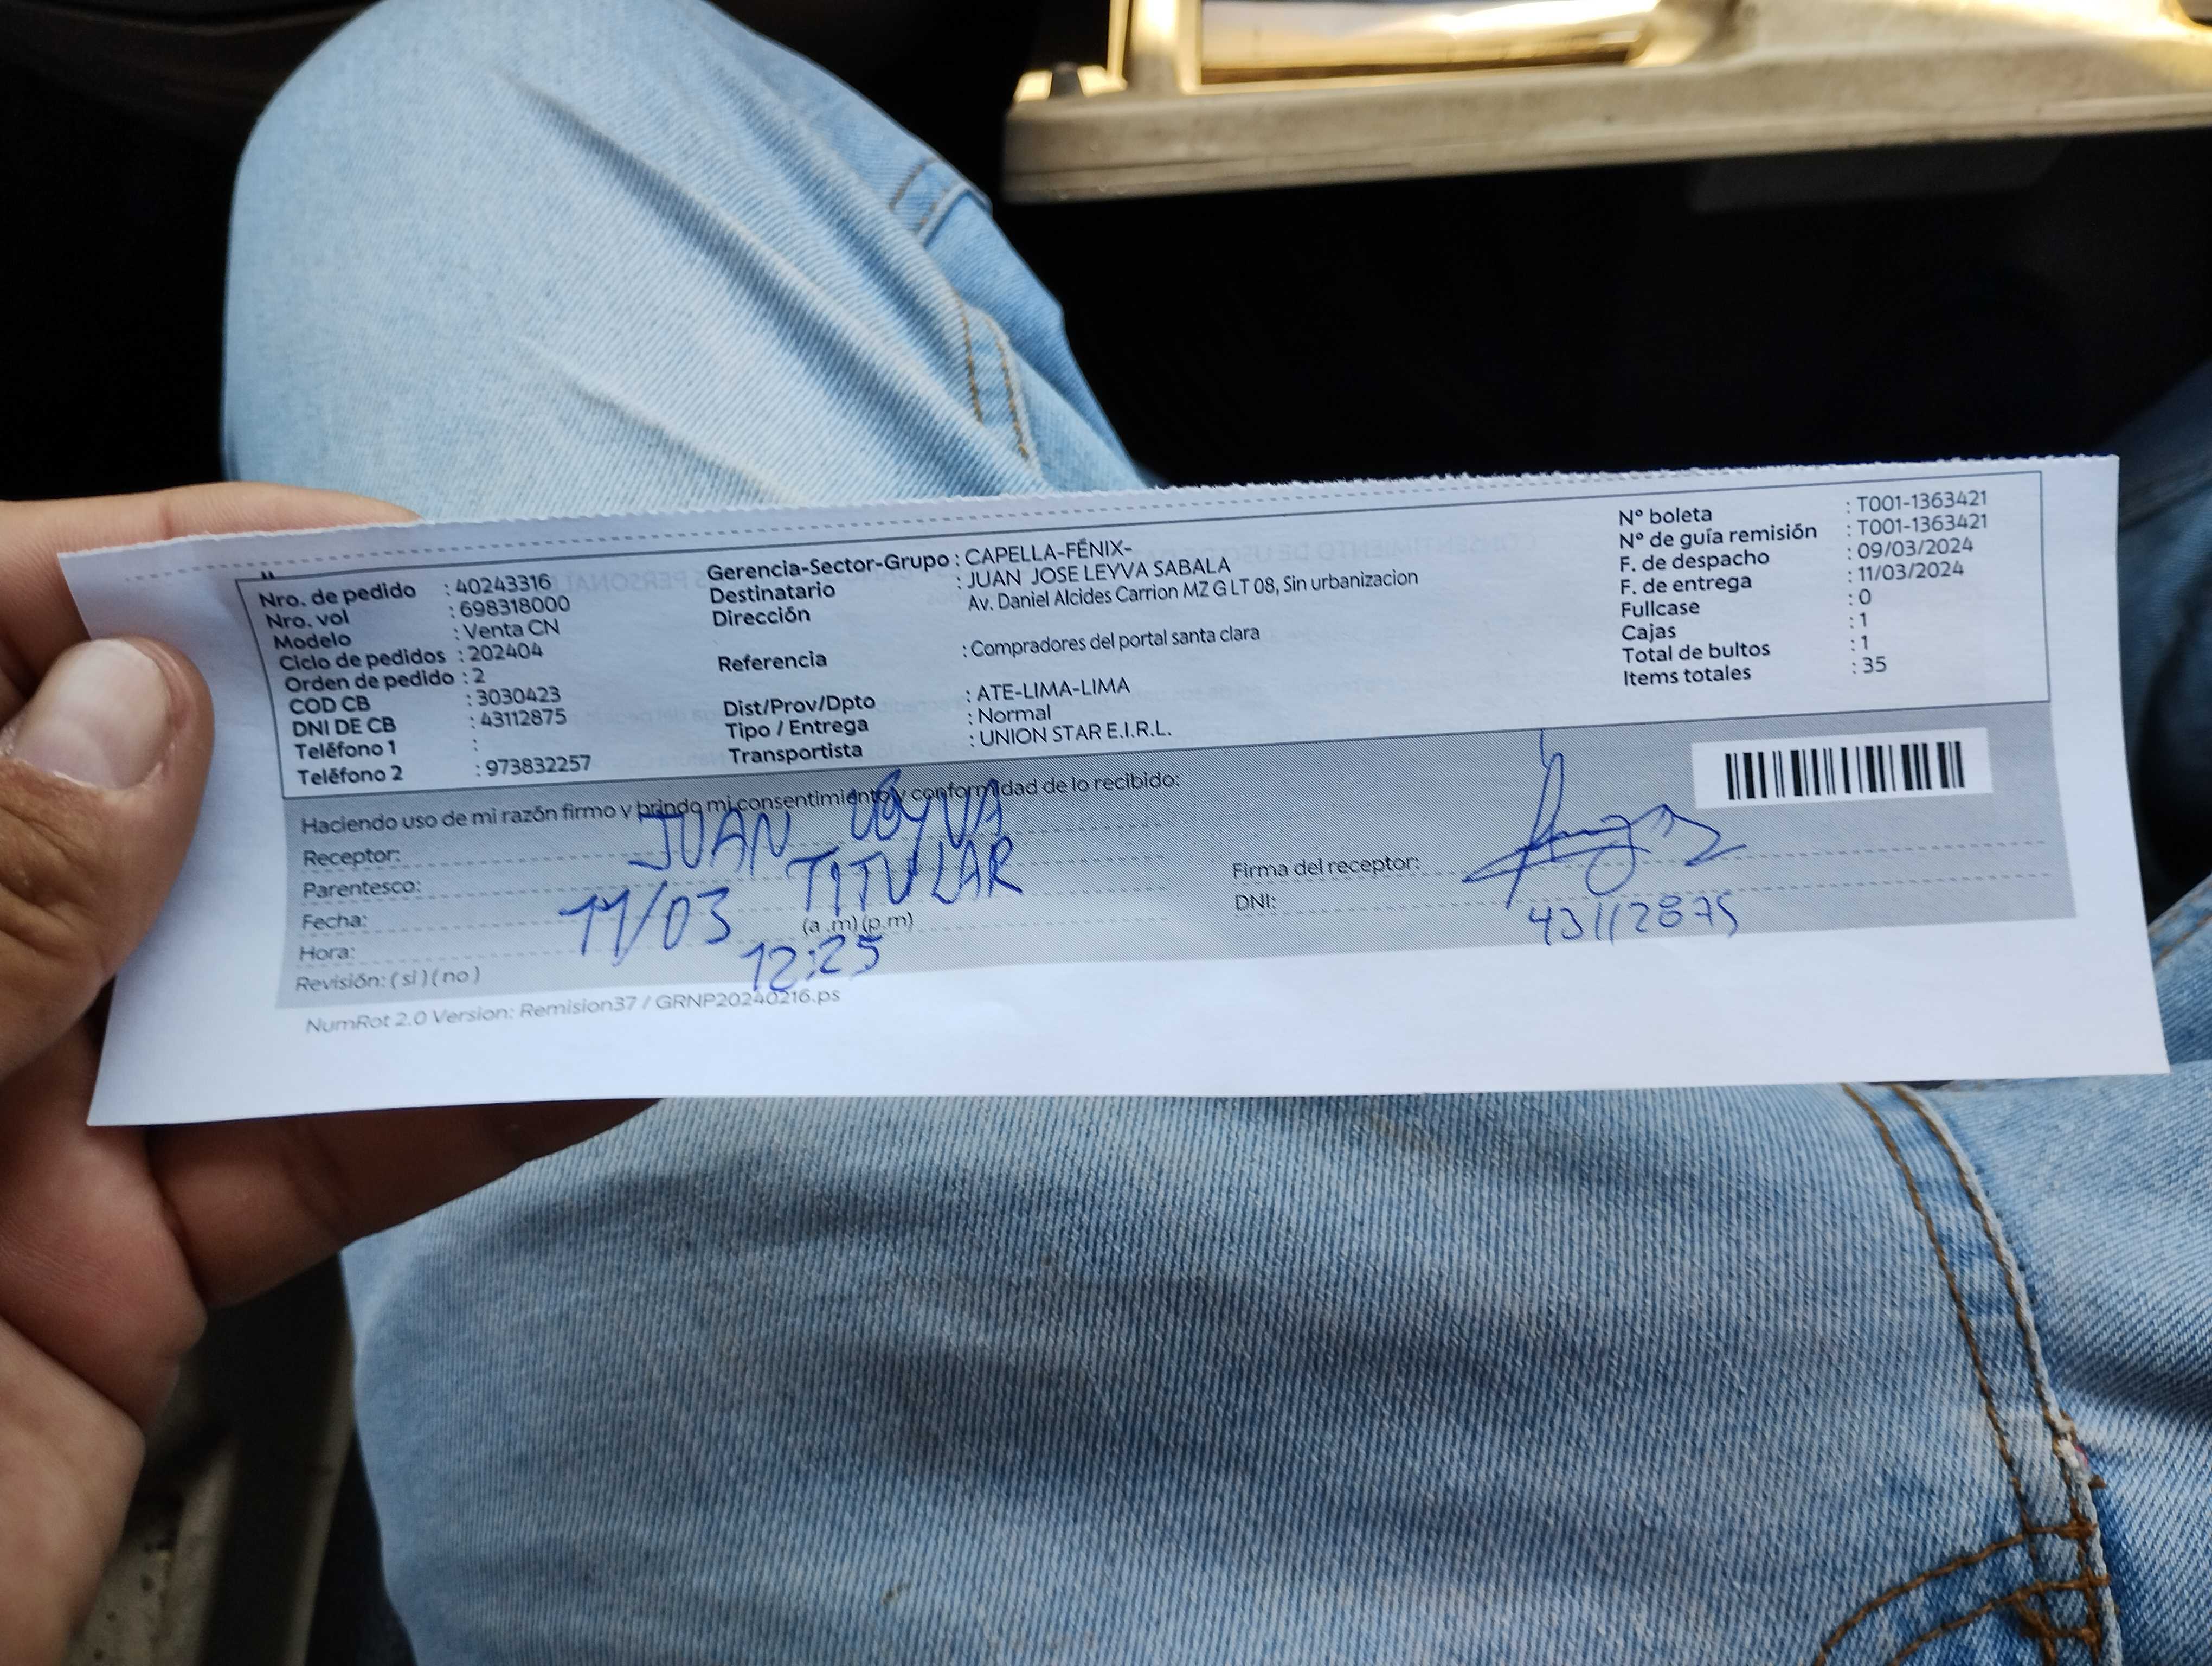 Nro. de pedido : 40243316
Nro. vol : 698318000
Modelo : Venta CN
Ciclo de pedidos : 202404
Orden de pedido : 2
COD CB : 3030423
DNI DE CB : 43112875
Teléfono 1 :
Teléfono 2 : 973832257
Gerencia-Sector-Grupo : CAPELLA-FÉNIX-
Destinatario : JUAN JOSE LEYVA SABALA
Dirección Av. Daniel Alcides Carrion MZ G LT 08, Sin urbanizacion
Referencia : Compradores del portal santa clara
Dist/Prov/Dpto : ATE-LIMA-LIMA
Tipo / Entrega : Normal
Transportista : UNION STAR E.I.R.L.
N° boleta : T001-1363421
N° de guía remisión : T001-1363421
F. de despacho : 09/03/2024
F. de entrega : 11/03/2024
Fullcase : 0
Cajas : 1
Total de bultos : 1
Items totales : 35
Haciendo uso de mi razón firmo y brindo mi consentimiento y conformidad de lo recibido:
Receptor: JUAN LEYVA
Parentesco: TITULAR
Fecha: 11/03
Hora: (a .m) (p.m) 12:25
Revisión: ( si ) ( no )
Firma del receptor:
DNI: 43112875
NumRot 2.0 Version: Remision37 / GRNP20240216.ps